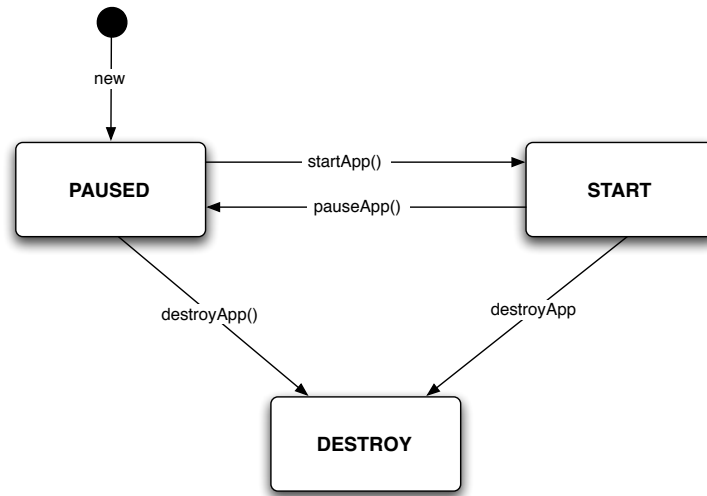 new
startApp()
PAUSED
START
pauseApp()
destroyApp()
destroyApp
DESTROY